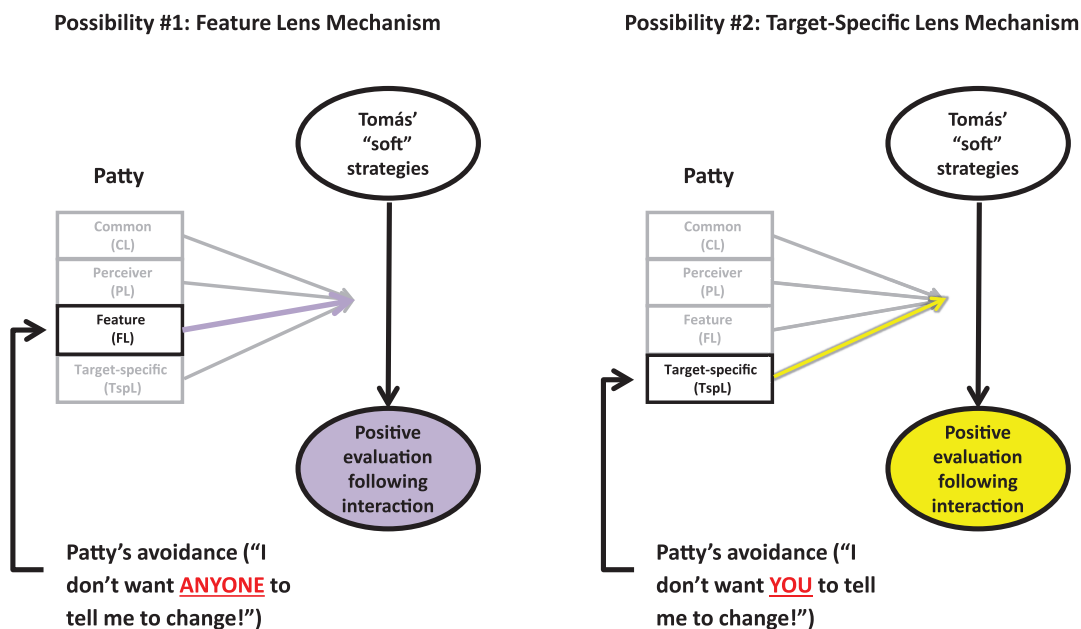 Possibility #1: Feature Lens Mechanism
Tomás’
“soft”
strategies
Patty
Common
(CL)
Perceiver
(PL)
Feature
(FL)
Target-specific
(TspL)
Positive
evaluation
following
interaction
Patty’s avoidance (“I
don’t want ANYONE to
tell me to change!”)
Possibility #2: Target-Specific Lens Mechanism
Tomás’
“soft”
strategies
Patty
Common
(CL)
Perceiver
(PL)
Feature
(FL)
Target-specific
(TspL)
Positive
evaluation
following
interaction
Patty’s avoidance (“I
don’t want YOU to tell
me to change!”)